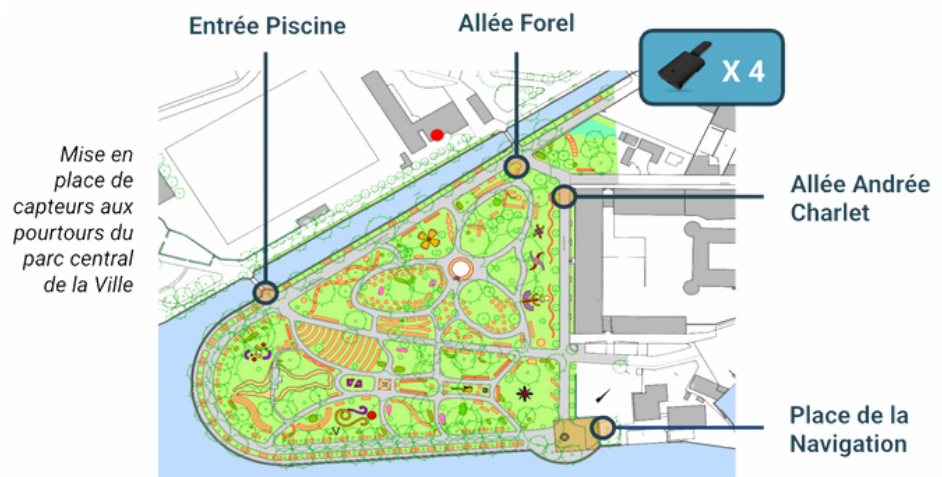 Entrée Piscine
Allée Forel
X 4
Mise en
place de
capteurs aux
pourtours du
parc central
de la Ville
Allée Andrée
Charlet
Place de la
Navigation